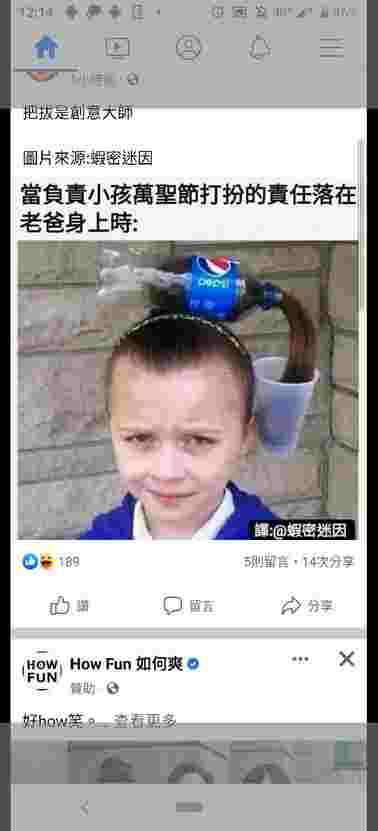 12:14
把拔是創意大師
圖片來源:蝦密迷因
當負責小孩萬聖節打扮的責任落在
老爸身上時:
pepsi
譯:@蝦密迷因
189
5則留言・14次分享
讚
留言
分享
HOW
FUN
How Fun 如何爽
贊助・
好how笑。... 查看更多